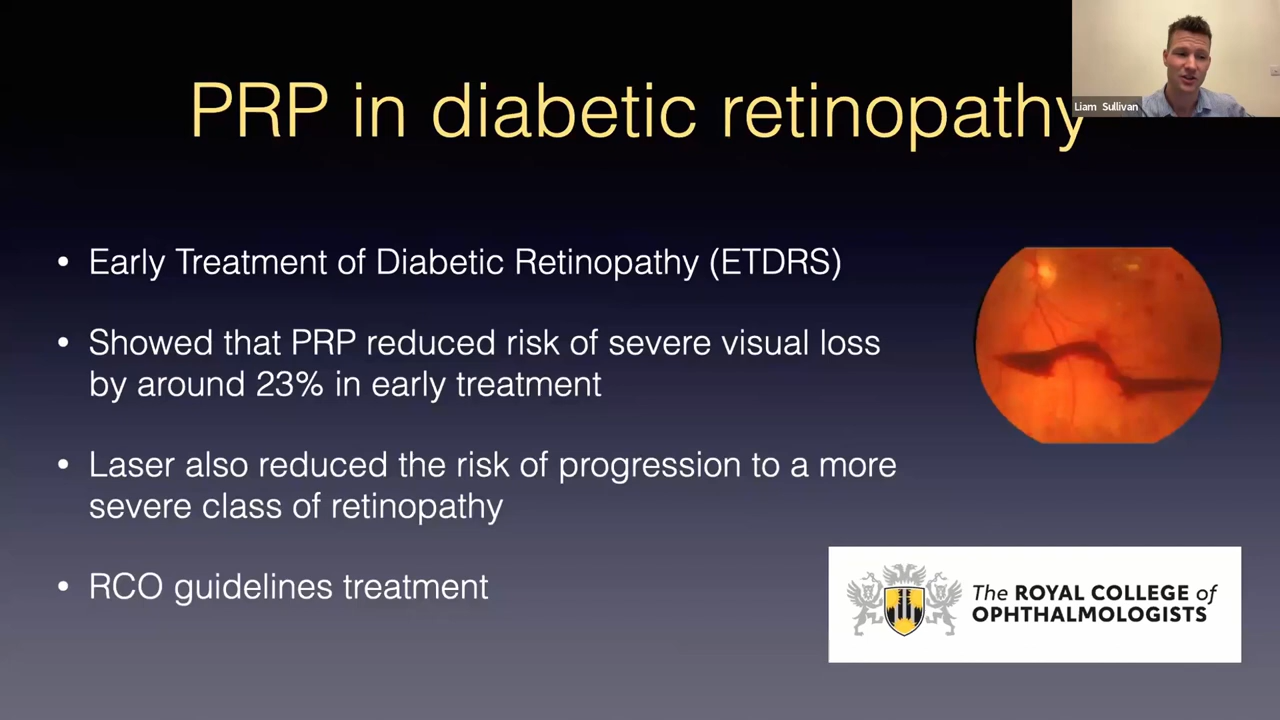 PRP in diabetic retinopathy
Liam Sullivan
• Early Treatment of Diabetic Retinopathy (ETDRS)
• Showed that PRP reduced risk of severe visual loss
by around 23% in early treatment
• Laser also reduced the risk of progression to a more
severe class of retinopathy
• RCO guidelines treatment
The ROYAL COLLEGE of
OPHTHALMOLOGISTS